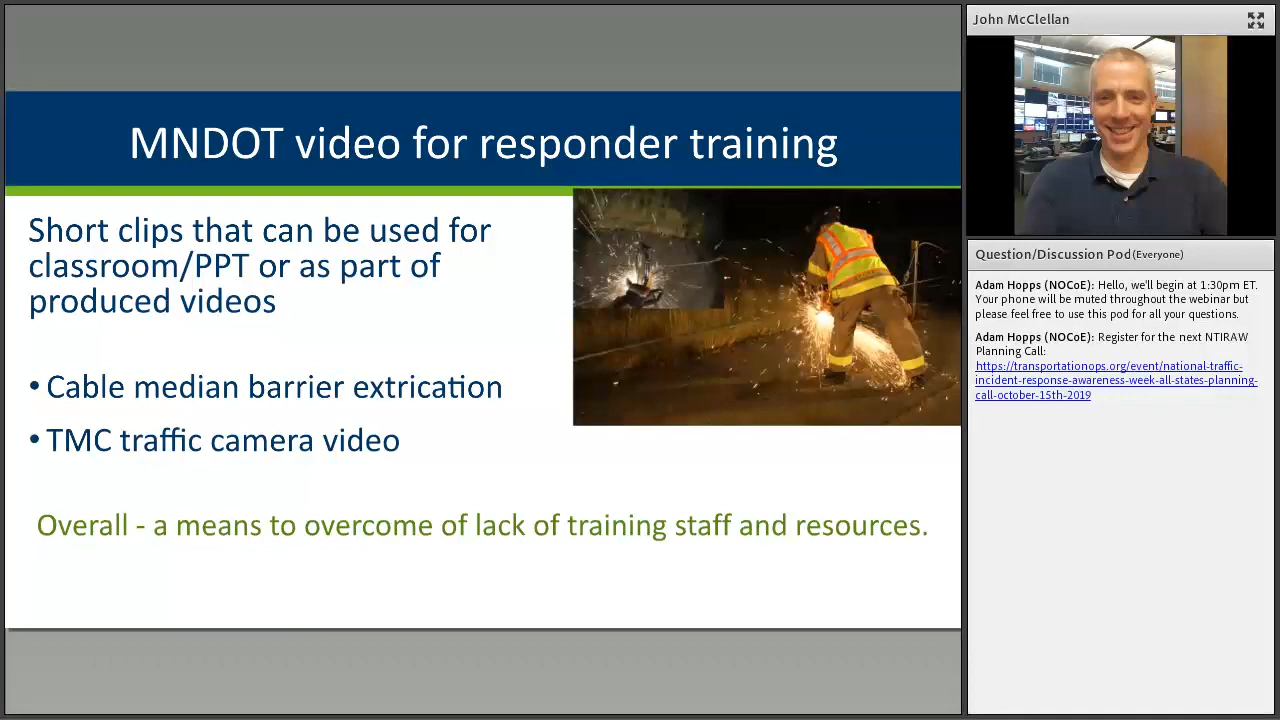 MNDOT video for responder training
Short clips that can be used for
classroom/PPT or as part of
produced videos
• Cable median barrier extrication
• TMC traffic camera video
Overall - a means to overcome of lack of training staff and resources.
John McClellan
Question/Discussion Pod (Everyone)
Adam Hopps (NOCoE): Hello, we'll begin at 1:30pm ET.
Your phone will be muted throughout the webinar but
please feel free to use this pod for all your questions.
Adam Hopps (NOCoE): Register for the next NTIRAW
Planning Call:
https://transportationops.org/event/national-traffic-
incident-response-awareness-week-all-states-planning-
call-october-15th-2019